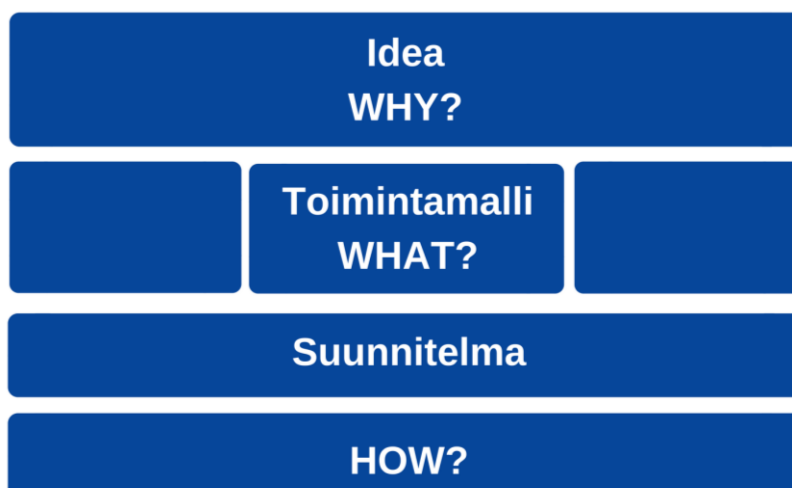 Idea
WHY?
Toimintamalli
WHAT?
Suunnitelma
HOW?